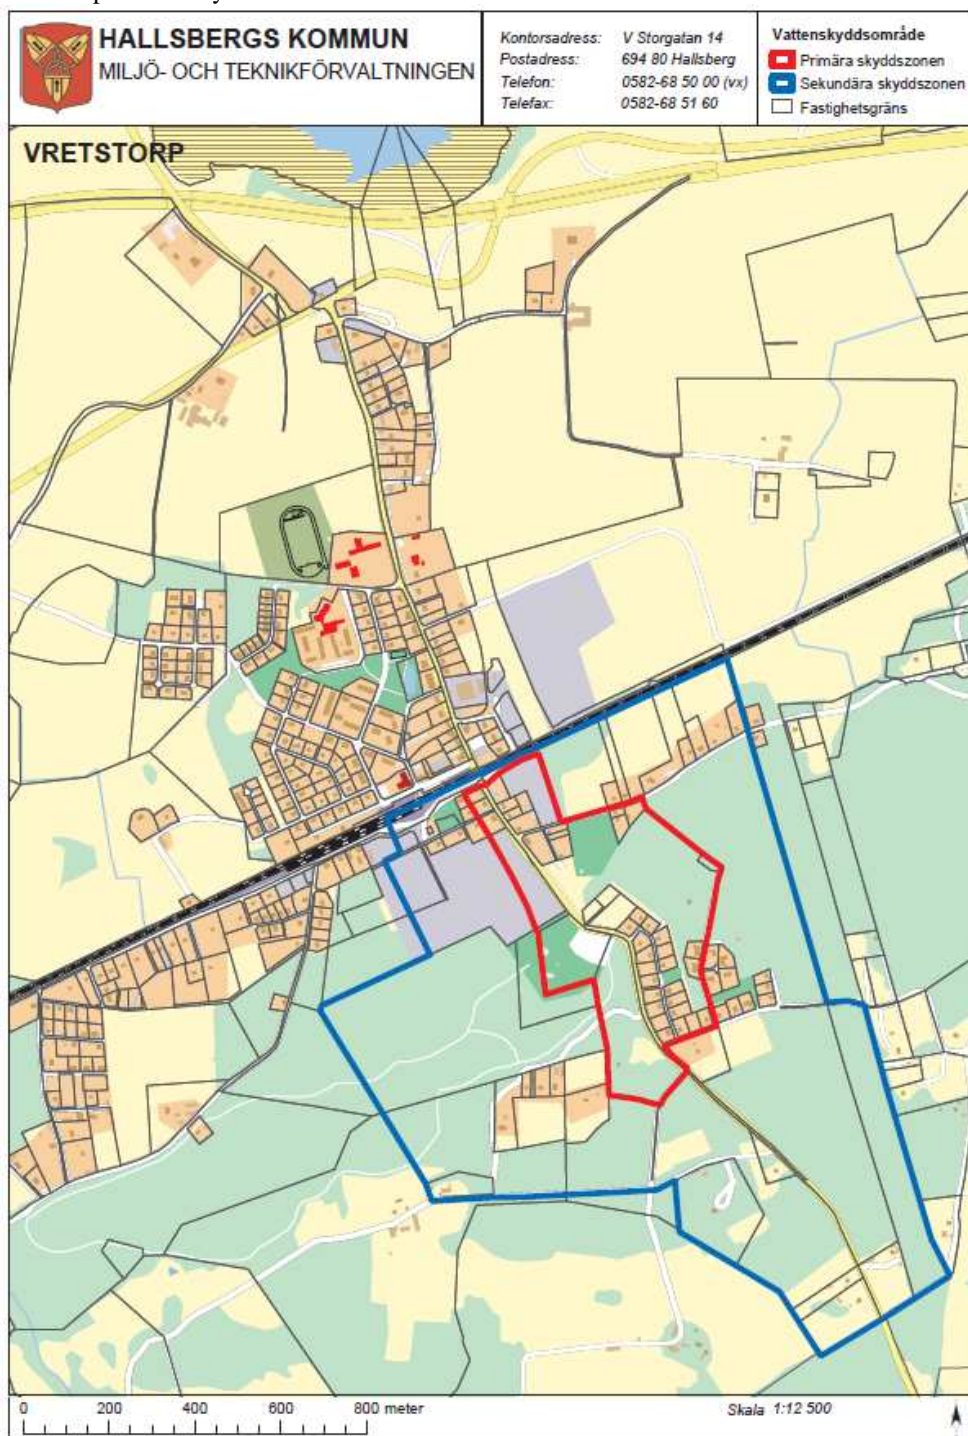 HALLSBERGS KOMMUN
MILJÖ- OCH TEKNIKFÖRVALTNINGEN
Kontorsadress: V Storgatan 14
Postadress: 694 80 Hallsberg
Telefon: 0582-68 50 00 (vx)
Telefax: 0582-68 51 60
Vattenskyddsområde
Primära skyddszonen
Sekundära skyddszonen
Fastighetsgräns
VRETSTORP
0 200 400 600 800 meter
Skala 1:12 500